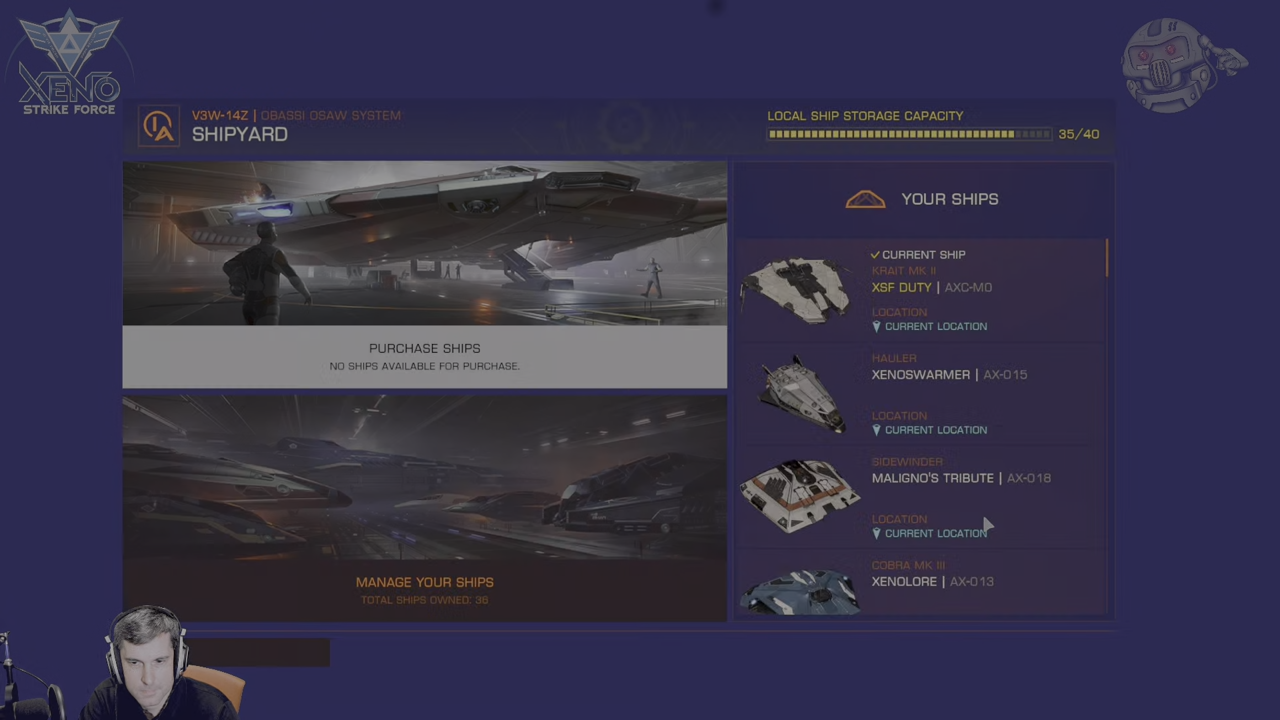 XENO
STRIKE FORCE
V3W-14Z | OBASSI OSAW SYSTEM
SHIPYARD
LOCAL SHIP STORAGE CAPACITY
35/40
PURCHASE SHIPS
NO SHIPS AVAILABLE FOR PURCHASE.
MANAGE YOUR SHIPS
TOTAL SHIPS OWNED: 36
YOUR SHIPS
CURRENT SHIP
KRAIT MK II
XSF DUTY | AXC-M0
LOCATION
CURRENT LOCATION
HAULER
XENOSWARMER | AX-015
LOCATION
CURRENT LOCATION
SIDEWINDER
MALIGNO'S TRIBUTE | AX-018
LOCATION
CURRENT LOCATION
COBRA MK III
XENOLORE | AX-013